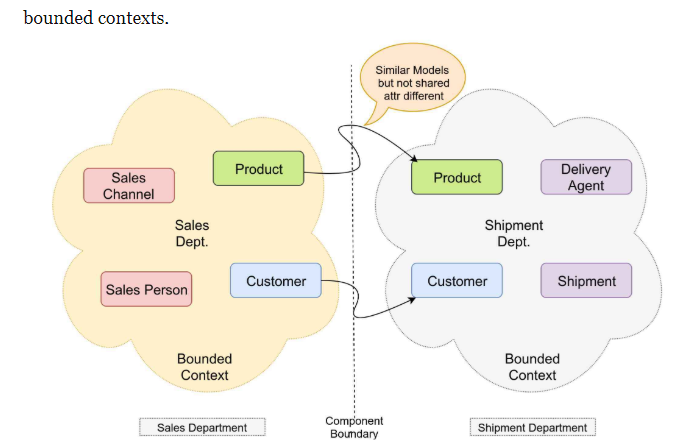 bounded contexts.
Similar Models
but not shared
attr different
Sales
Channel
Product
Sales
Dept.
Sales Person
Customer
Bounded
Context
Product
Delivery
Agent
Shipment
Dept.
Customer
Shipment
Bounded
Context
Sales Department
Component
Boundary
Shipment Department